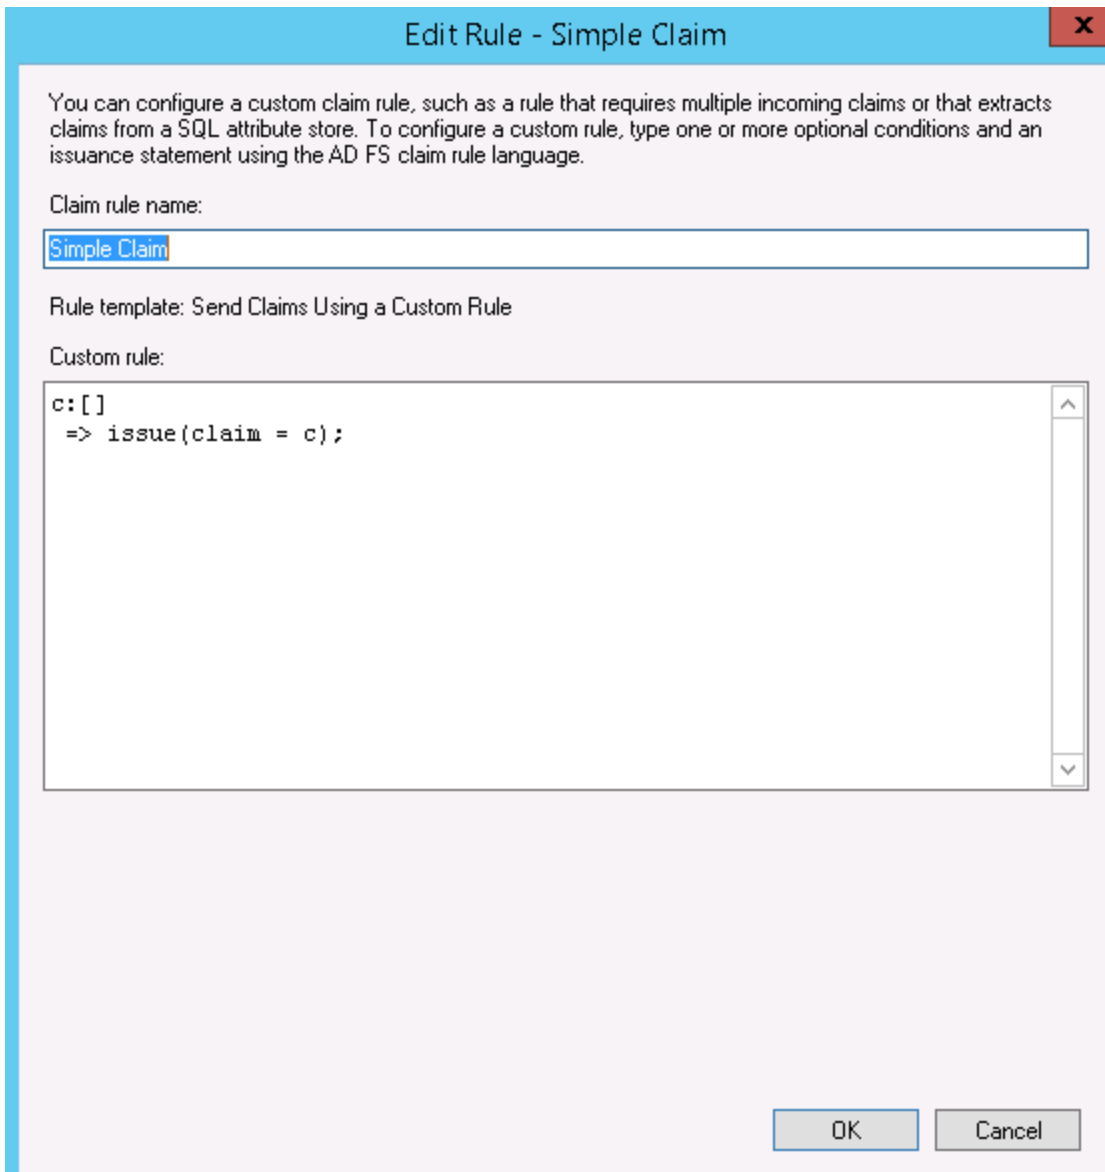 Edit Rule - Simple Claim
x
You can configure a custom claim rule, such as a rule that requires multiple incoming claims or that extracts
claims from a SQL attribute store. To configure a custom rule, type one or more optional conditions and an
issuance statement using the AD FS claim rule language.
Claim rule name:
Simple Claim
Rule template: Send Claims Using a Custom Rule
Custom rule:
c:[]
 => issue(claim = c);
OK Cancel